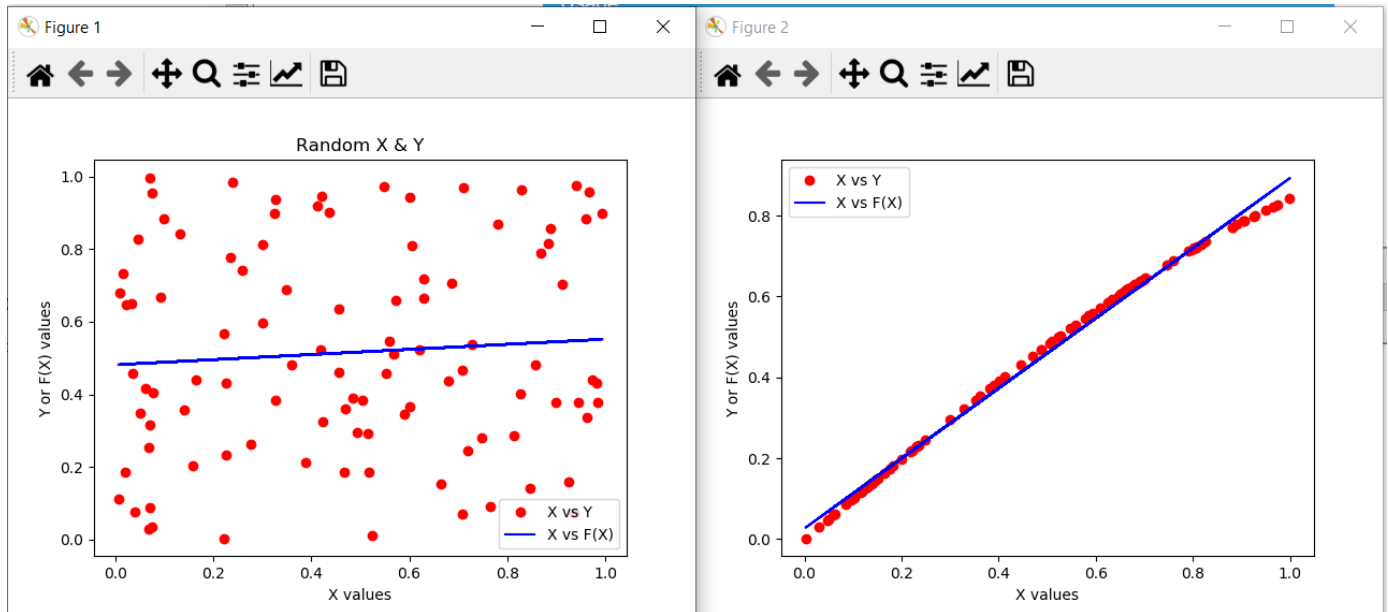 Usage
Figure 1
Random X & Y
1.0
0.8
0.6
0.4
0.2
0.0
Y or F(X) values
X vs Y
X vs F(X)
0.0 0.2 0.4 0.6 0.8 1.0
X values
Figure 2
X vs Y
X vs F(X)
0.8
0.6
0.4
0.2
0.0
Y or F(X) values
0.0 0.2 0.4 0.6 0.8 1.0
X values